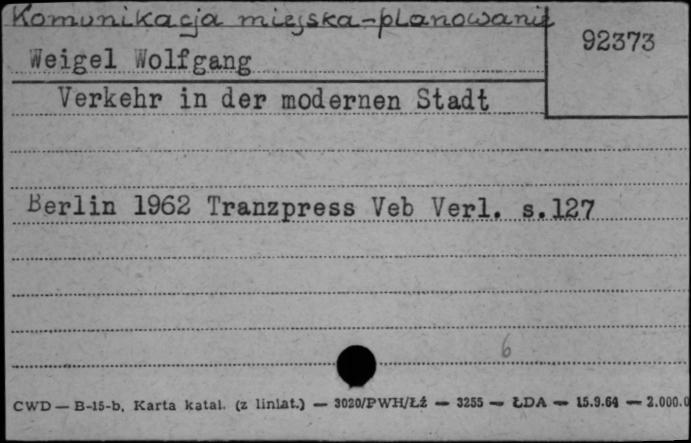 Komunikacja miejska-planowanie
92373
Weigel Wolfgang
Verkehr in der modernen Stadt
Berlin 1962 Tranzpress Veb Verl. s.127
6
CWD — B-15-b, Karta katal. (z liniat.) — 3020/PWH/Łź — 3255 — ŁDA — 15.9.64 — 2.000.0